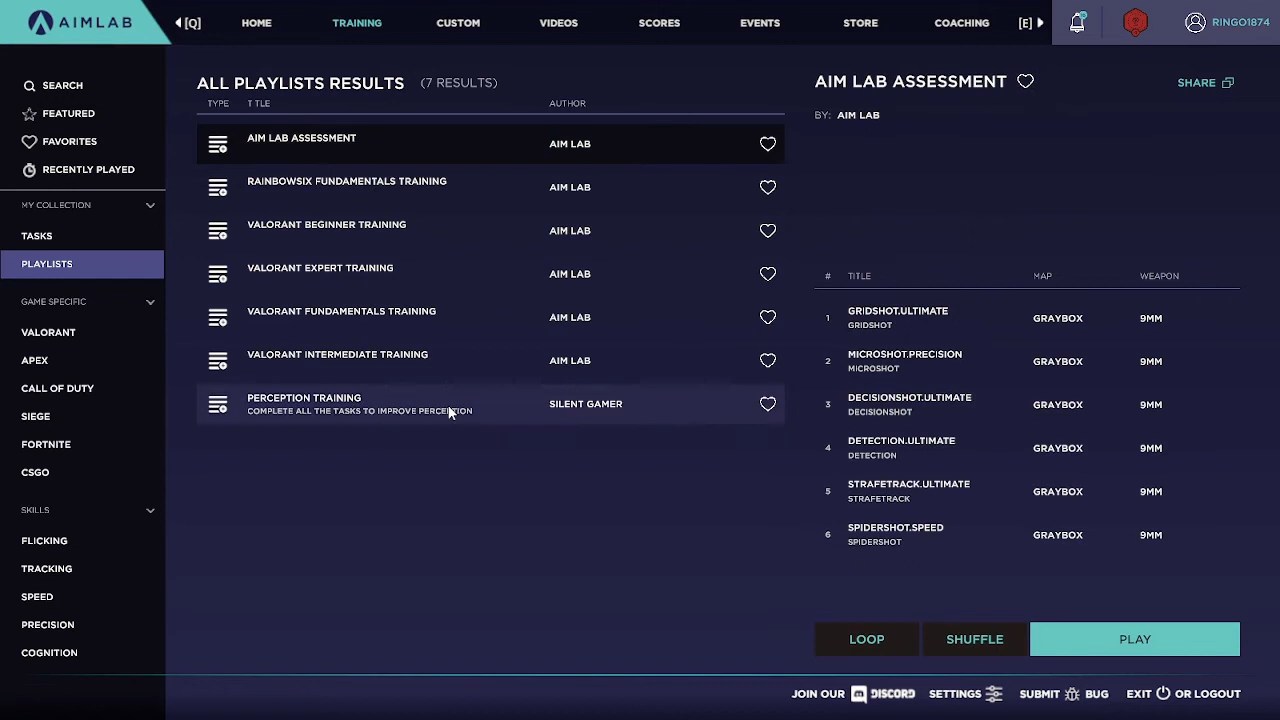 AIMLAB
[Q]
HOME
TRAINING
CUSTOM
VIDEOS
SCORES
EVENTS
STORE
COACHING
[E]
RINGO1874
SEARCH
FEATURED
FAVORITES
RECENTLY PLAYED
MY COLLECTION
TASKS
PLAYLISTS
GAME SPECIFIC
VALORANT
APEX
CALL OF DUTY
SIEGE
FORTNITE
CSGO
SKILLS
FLICKING
TRACKING
SPEED
PRECISION
COGNITION
ALL PLAYLISTS RESULTS (7 RESULTS)
TYPE TITLE AUTHOR
AIM LAB ASSESSMENT AIM LAB
RAINBOWSIX FUNDAMENTALS TRAINING AIM LAB
VALORANT BEGINNER TRAINING AIM LAB
VALORANT EXPERT TRAINING AIM LAB
VALORANT FUNDAMENTALS TRAINING AIM LAB
VALORANT INTERMEDIATE TRAINING AIM LAB
PERCEPTION TRAINING SILENT GAMER
COMPLETE ALL THE TASKS TO IMPROVE PERCEPTION
AIM LAB ASSESSMENT
SHARE
BY: AIM LAB
# TITLE MAP WEAPON
1 GRIDSHOT.ULTIMATE GRAYBOX 9MM
GRIDSHOT
2 MICROSHOT.PRECISION GRAYBOX 9MM
MICROSHOT
3 DECISIONSHOT.ULTIMATE GRAYBOX 9MM
DECISIONSHOT
4 DETECTION.ULTIMATE GRAYBOX 9MM
DETECTION
5 STRAFETRACK.ULTIMATE GRAYBOX 9MM
STRAFETRACK
6 SPIDERSHOT.SPEED GRAYBOX 9MM
SPIDERSHOT
LOOP
SHUFFLE
PLAY
JOIN OUR DISCORD
SETTINGS
SUBMIT BUG
EXIT OR LOGOUT